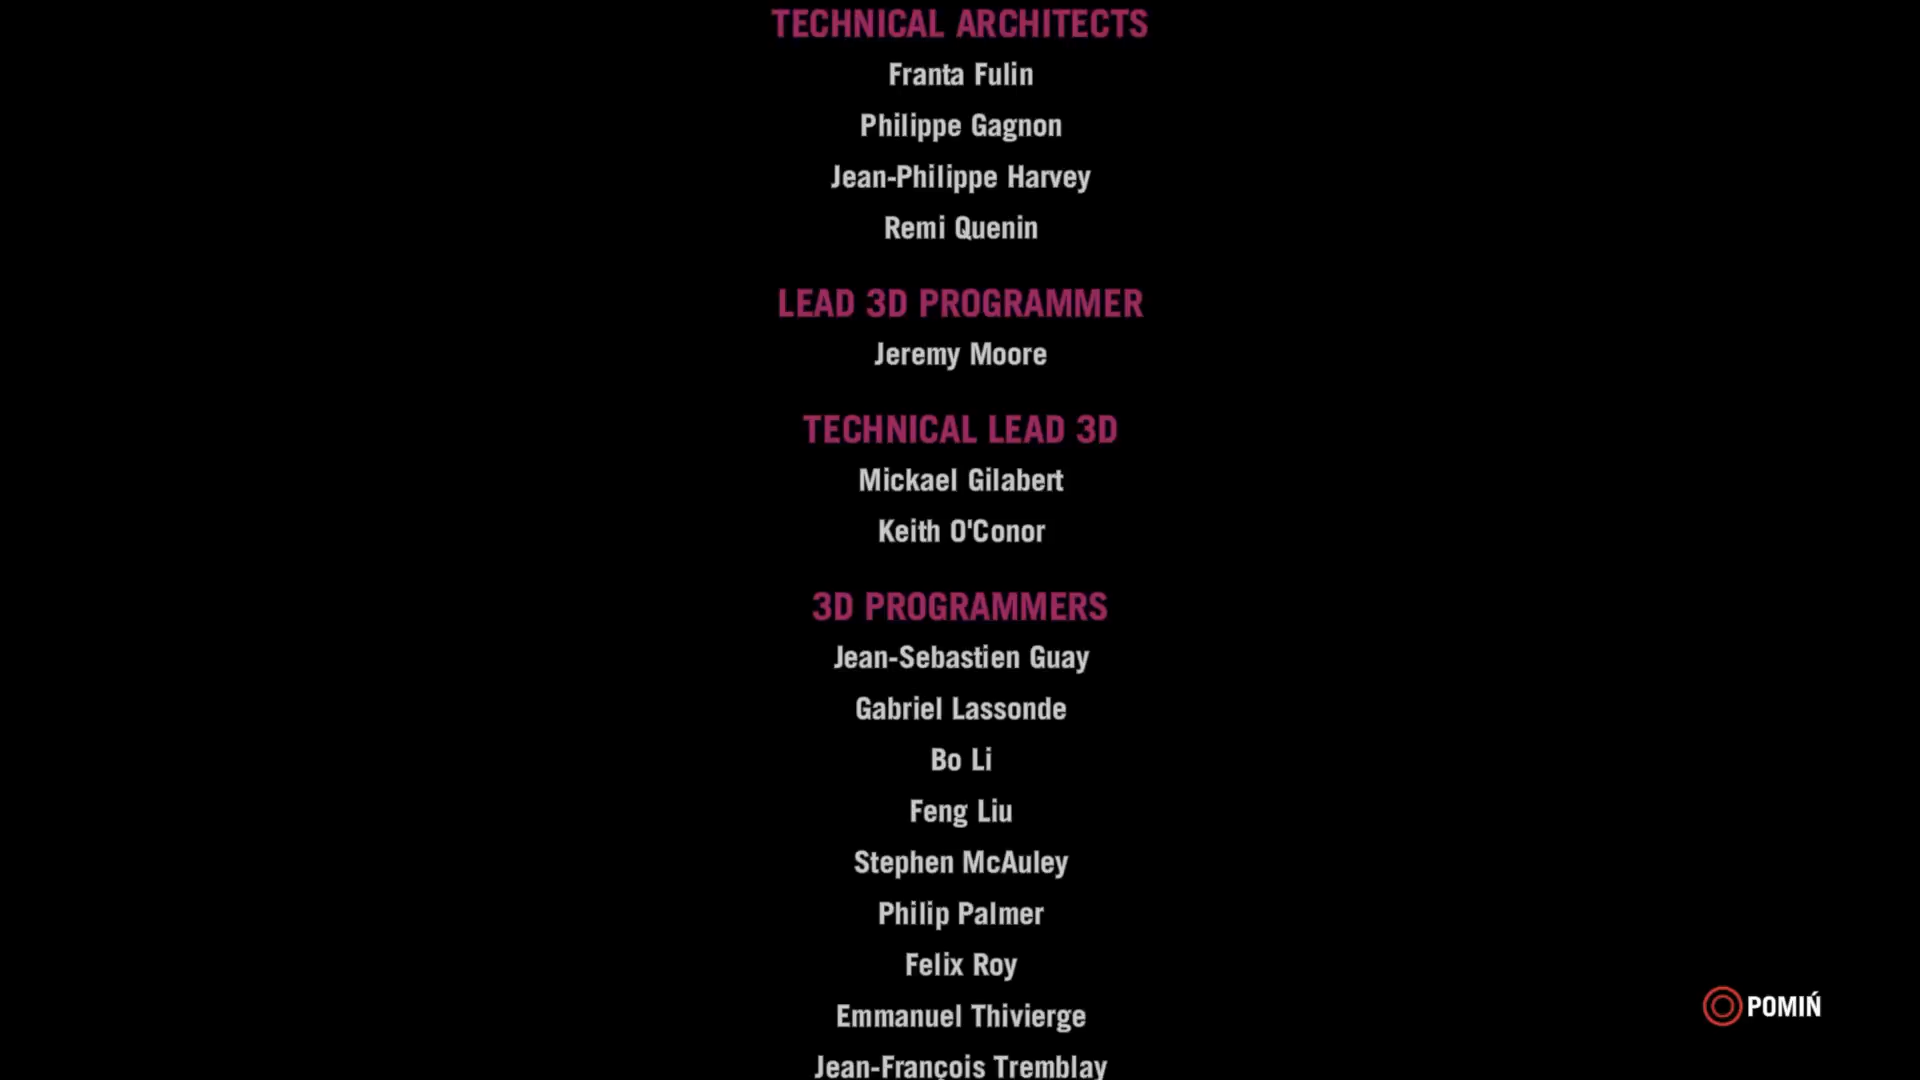 TECHNICAL ARCHITECTS
Franta Fulin
Philippe Gagnon
Jean-Philippe Harvey
Remi Quenin
LEAD 3D PROGRAMMER
Jeremy Moore
TECHNICAL LEAD 3D
Mickael Gilabert
Keith O'Conor
3D PROGRAMMERS
Jean-Sebastien Guay
Gabriel Lassonde
Bo Li
Feng Liu
Stephen McAuley
Philip Palmer
Felix Roy
Emmanuel Thivierge
Jean-François Tremblay
POMIŃ